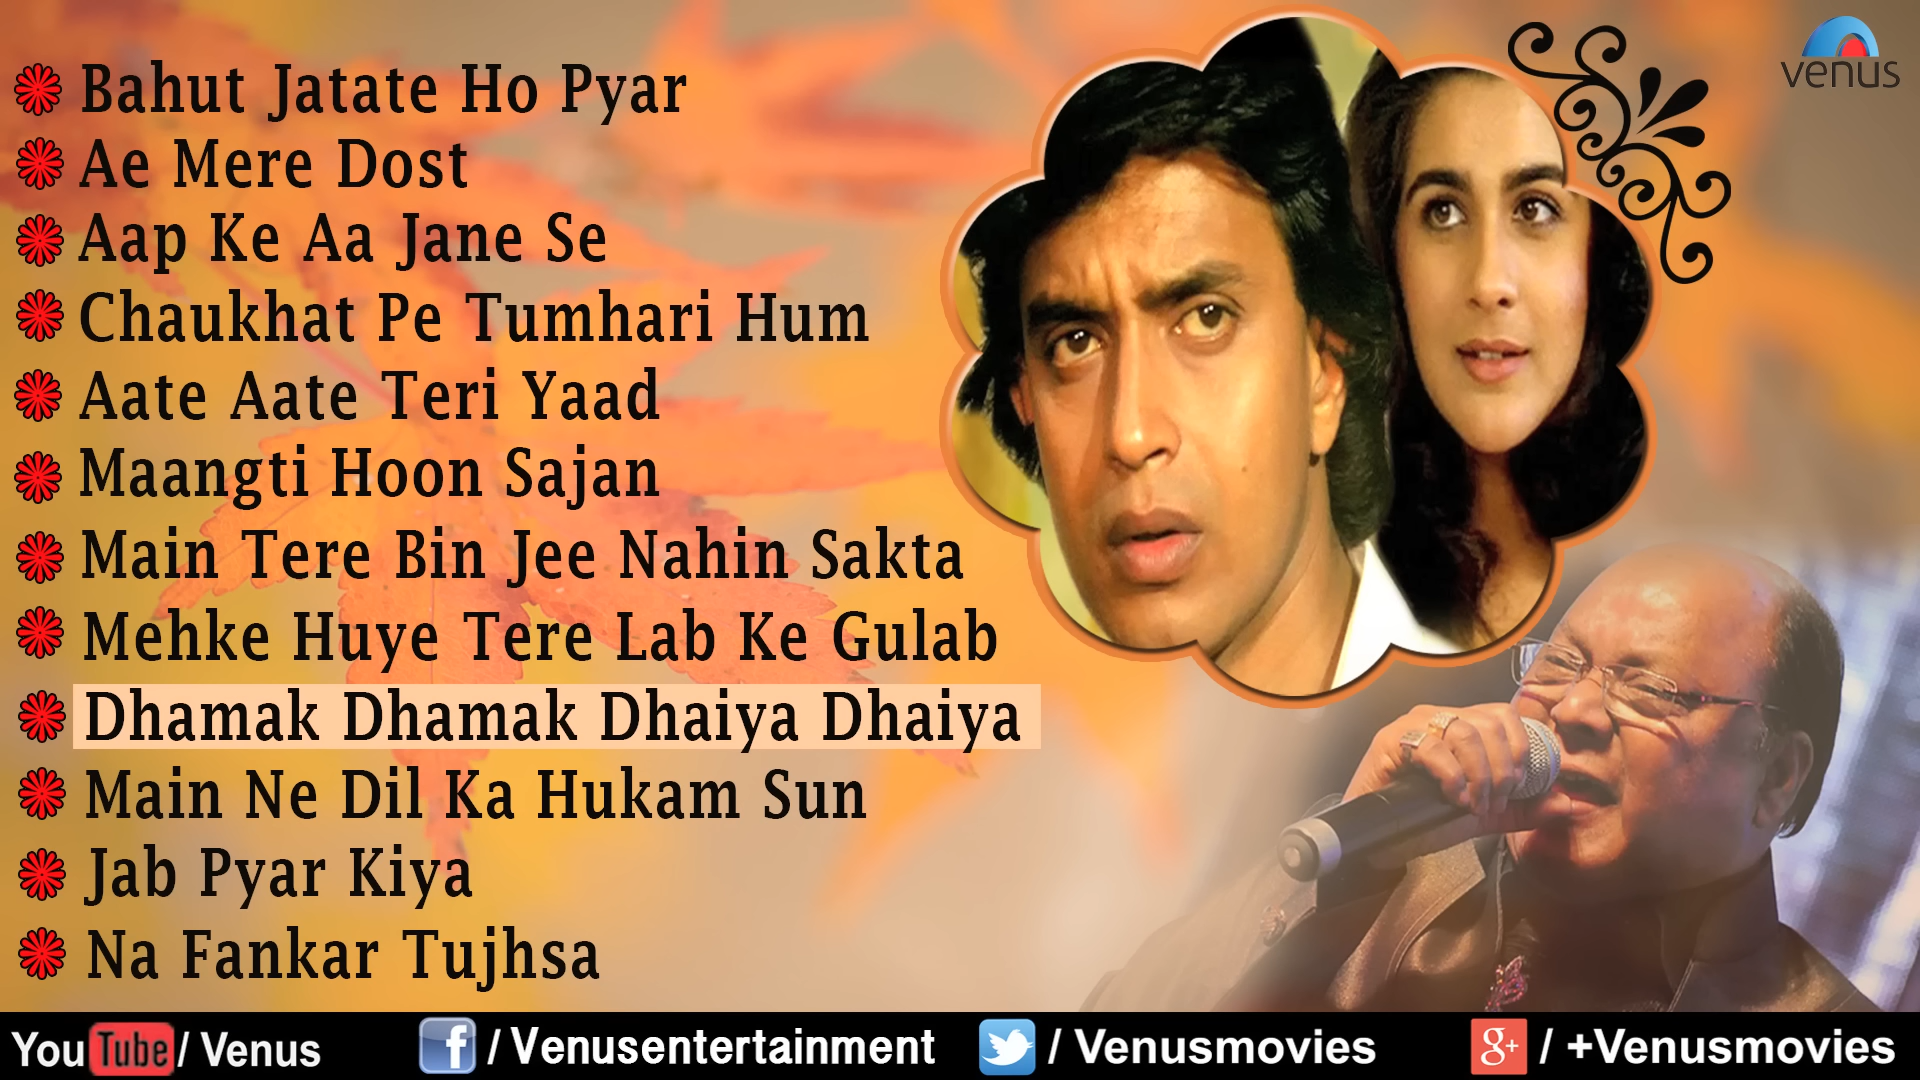 venus
Bahut Jatate Ho Pyar
Ae Mere Dost
Aap Ke Aa Jane Se
Chaukhat Pe Tumhari Hum
Aate Aate Teri Yaad
Maangti Hoon Sajan
Main Tere Bin Jee Nahin Sakta
Mehke Huye Tere Lab Ke Gulab
Dhamak Dhamak Dhaiya Dhaiya
Main Ne Dil Ka Hukam Sun
Jab Pyar Kiya
Na Fankar Tujhsa
You Tube / Venus f / Venusentertainment / Venusmovies g+ / +Venusmovies